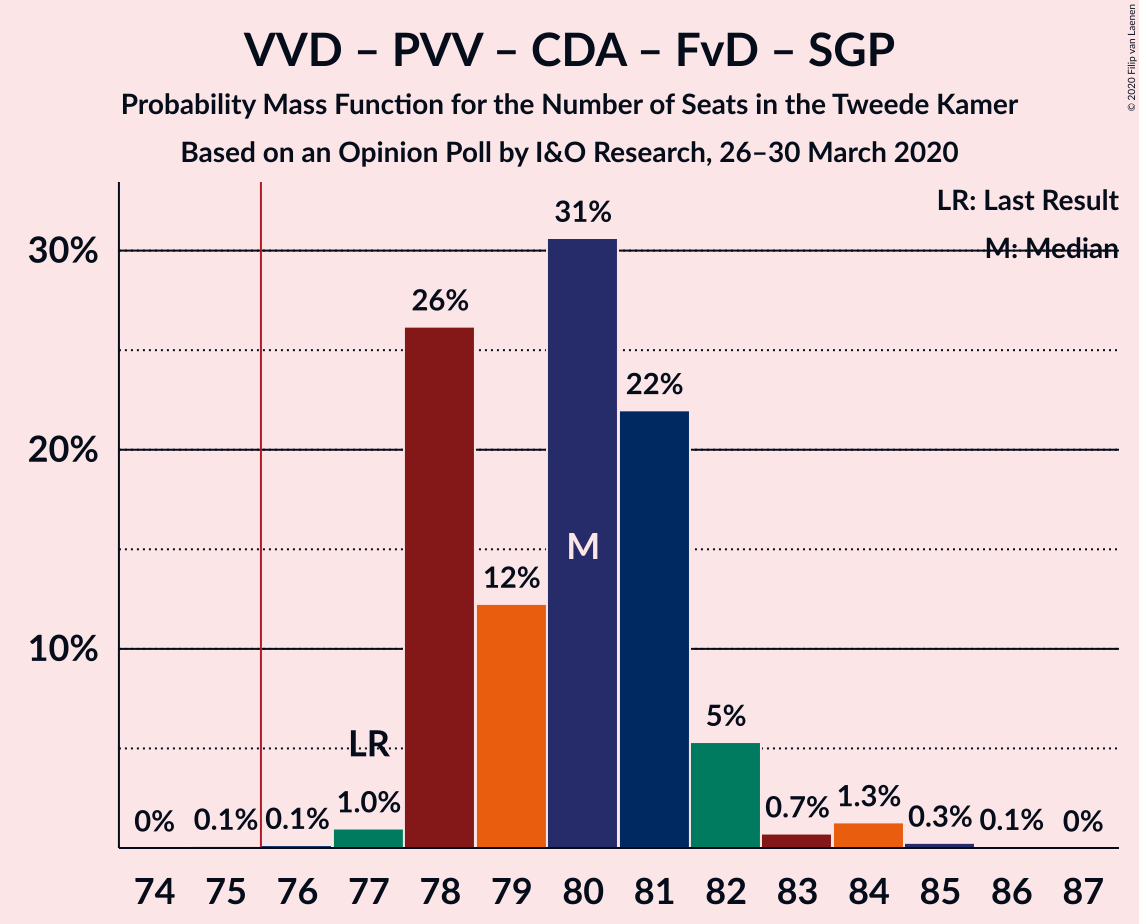 VVD – PVV – CDA – FvD – SGP
Probability Mass Function for the Number of Seats in the Tweede Kamer
Based on an Opinion Poll by I&O Research, 26–30 March 2020
© 2020 Filip van Laenen
LR: Last Result
M: Median
30%
20%
10%
0%
0.1%
0.1%
1.0%
LR
26%
12%
31%
M
22%
5%
0.7%
1.3%
0.3%
0.1%
0%
74 75 76 77 78 79 80 81 82 83 84 85 86 87